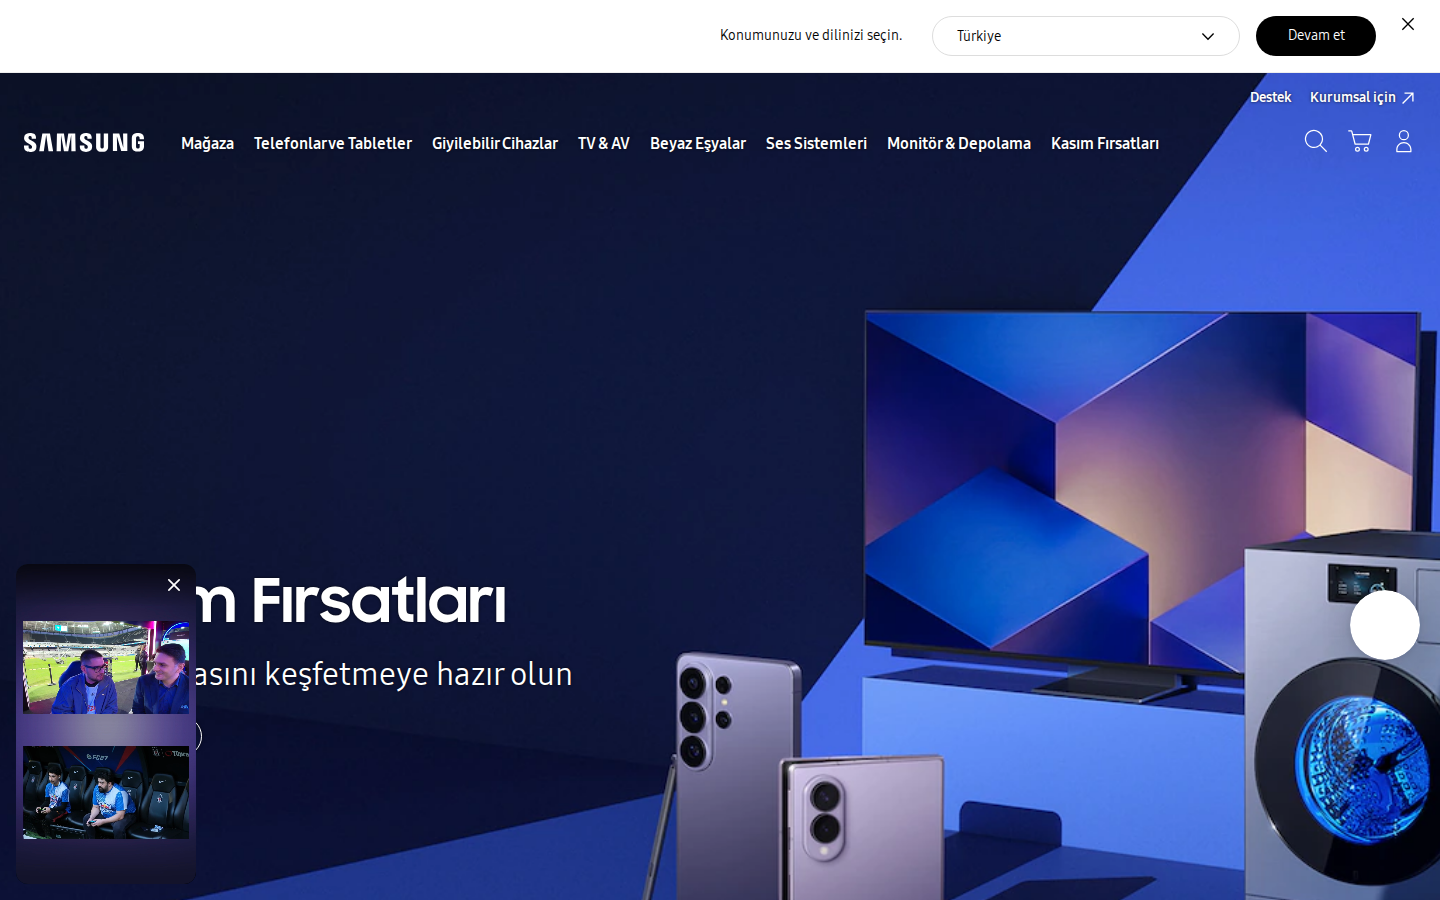 Konumunuzu ve dilinizi seçin.
Türkiye
Devam et
Destek
Kurumsal için
SAMSUNG
Mağaza
Telefonlar ve Tabletler
Giyilebilir Cihazlar
TV & AV
Beyaz Eşyalar
Ses Sistemleri
Monitör & Depolama
Kasım Fırsatları
m Fırsatları
asını keşfetmeye hazır olun
FC27